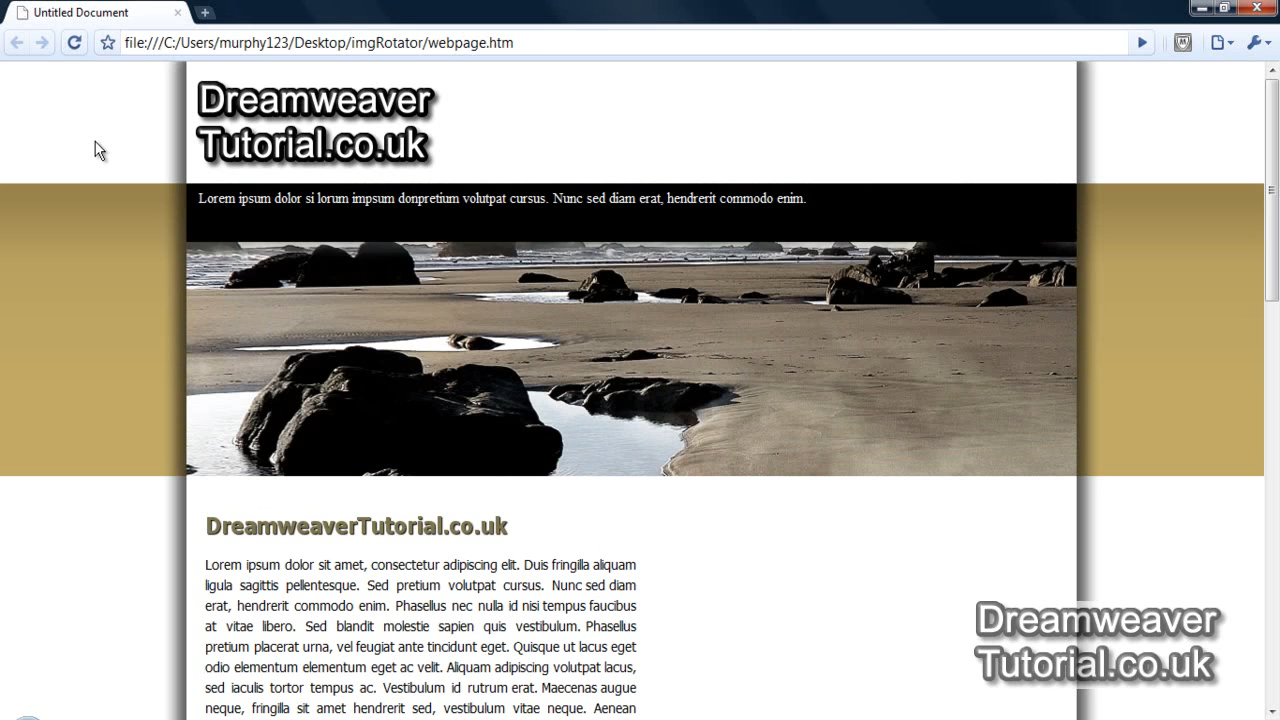 Untitled Document
file:///C:/Users/murphy123/Desktop/imgRotator/webpage.htm
Dreamweaver
Tutorial.co.uk
Lorem ipsum dolor si lorum impsum donpretium volutpat cursus. Nunc sed diam erat, hendrerit commodo enim.
DreamweaverTutorial.co.uk
Lorem ipsum dolor sit amet, consectetur adipiscing elit. Duis fringilla aliquam
ligula sagittis pellentesque. Sed pretium volutpat cursus. Nunc sed diam
erat, hendrerit commodo enim. Phasellus nec nulla id nisi tempus faucibus
at vitae libero. Sed blandit molestie sapien quis vestibulum. Phasellus
pretium placerat urna, vel feugiat ante tincidunt eget. Quisque ut lacus eget
odio elementum elementum eget ac velit. Aliquam adipiscing volutpat lacus,
sed iaculis tortor tempus ac. Vestibulum id rutrum erat. Maecenas augue
neque, fringilla sit amet hendrerit sed, vestibulum vitae neque. Aenean
Dreamweaver
Tutorial.co.uk